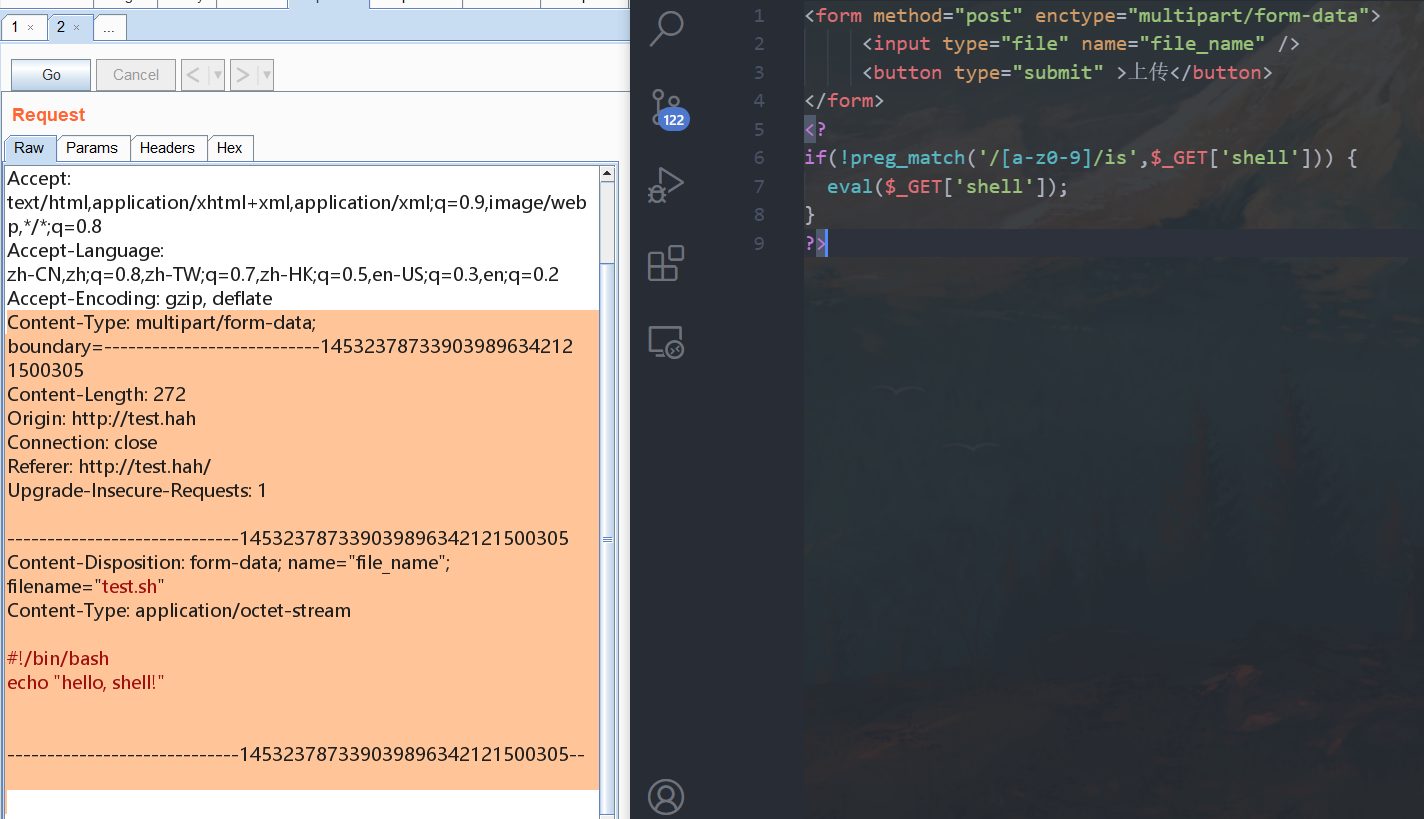 1 ×
2 ×
...
Go
Cancel
<
>
Request
Raw
Params
Headers
Hex
Accept:
text/html,application/xhtml+xml,application/xml;q=0.9,image/web
p,*/*;q=0.8
Accept-Language:
zh-CN,zh;q=0.8,zh-TW;q=0.7,zh-HK;q=0.5,en-US;q=0.3,en;q=0.2
Accept-Encoding: gzip, deflate
Content-Type: multipart/form-data;
boundary=---------------------------1453237873390398963421​2
1500305
Content-Length: 272
Origin: http://test.hah
Connection: close
Referer: http://test.hah/
Upgrade-Insecure-Requests: 1
-----------------------------145323787339039896342121500305
Content-Disposition: form-data; name="file_name";
filename="test.sh"
Content-Type: application/octet-stream
#!/bin/bash
echo "hello, shell!"
-----------------------------145323787339039896342121500305--
122
1 <form method="post" enctype="multipart/form-data">
2 <input type="file" name="file_name" />
3 <button type="submit" >上传</button>
4 </form>
5 <?
6 if(!preg_match('/[a-z0-9]/is',$_GET['shell'])) {
7 eval($_GET['shell']);
8 }
9 ?>